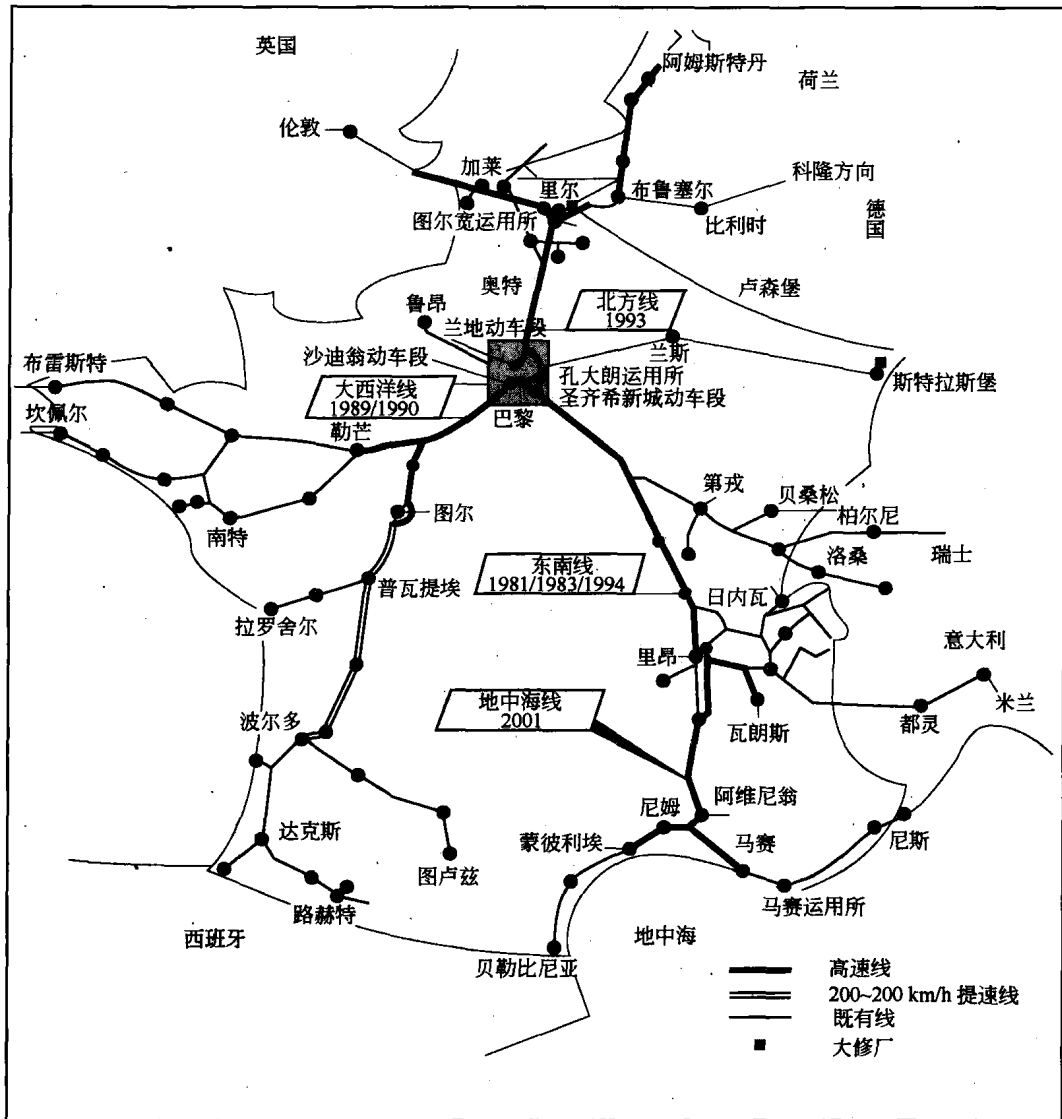 英国
阿姆斯特丹
荷兰
伦敦
加莱
里尔
布鲁塞尔
科隆方向
图尔宽运用所
比利时
德国
奥特
卢森堡
鲁昂
北方线
1993
兰地动车段
兰斯
沙迪翁动车段
布雷斯特
大西洋线
1989/1990
孔大朗运用所
圣齐希新城动车段
斯特拉斯堡
坎佩尔
勒芒
巴黎
第戎
贝桑松
柏尔尼
图尔
南特
洛桑
瑞士
东南线
1981/1983/1994
普瓦提埃
日内瓦
拉罗舍尔
里昂
意大利
地中海线
2001
瓦朗斯
都灵
米兰
波尔多
阿维尼翁
尼姆
达克斯
蒙彼利埃
马赛
尼斯
图卢兹
马赛运用所
路赫特
西班牙
地中海
贝勒比尼亚
高速线
200~200 km/h 提速线
既有线
大修厂